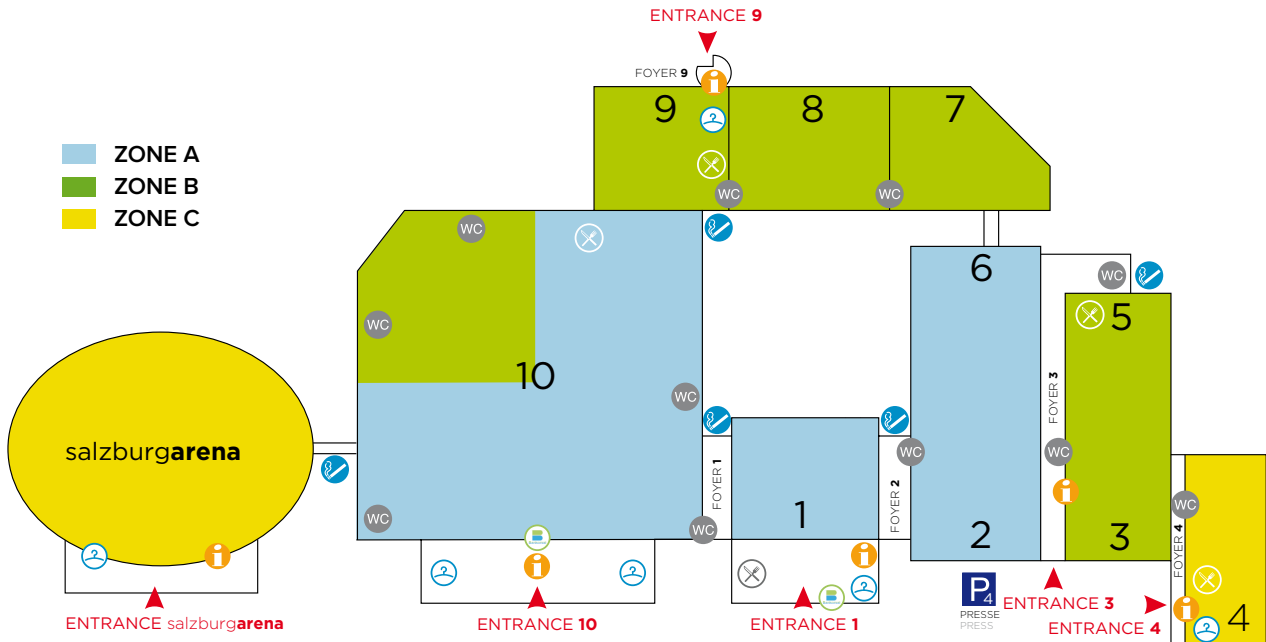 ENTRANCE 9
FOYER 9
i
9
8
7
ZONE A
ZONE B
ZONE C
WC
WC
WC
6
WC
5
WC
10
FOYER 3
WC
salzburgarena
FOYER 1
FOYER 2
WC
WC
i
WC
WC
1
2
3
WC
FOYER 4
i
i
i
P4
PRESSE
PRESS
ENTRANCE 3
ENTRANCE 4
i
4
ENTRANCE salzburgarena
ENTRANCE 10
ENTRANCE 1